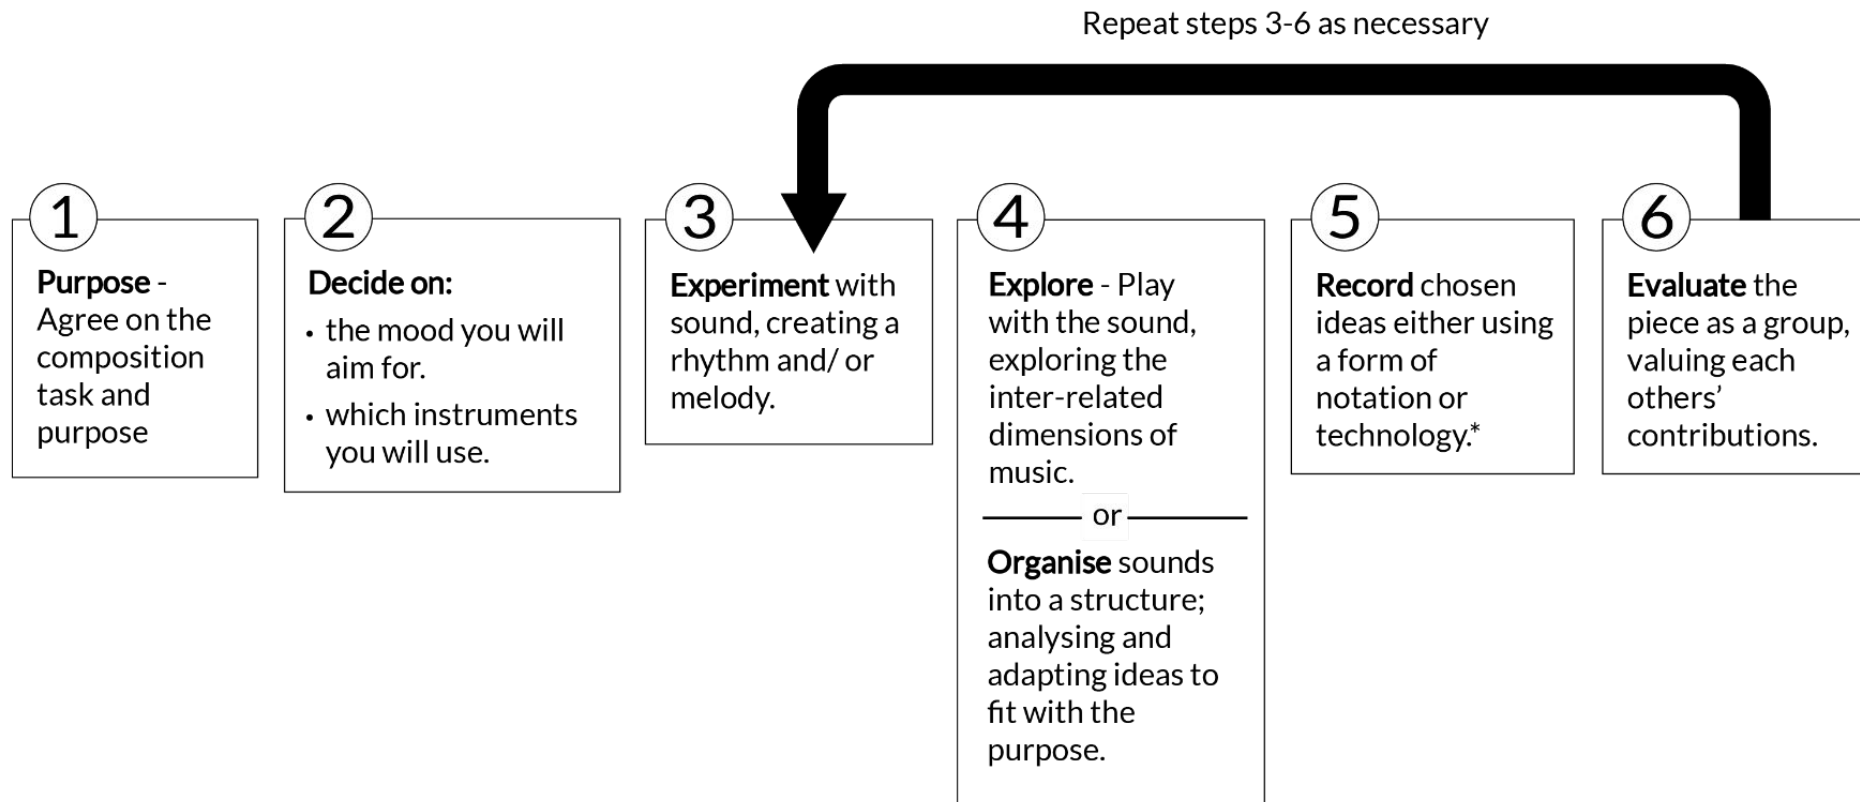 Repeat steps 3-6 as necessary
1
Purpose -
Agree on the
composition
task and
purpose
2
Decide on:
• the mood you will
aim for.
• which instruments
you will use.
3
Experiment with
sound, creating a
rhythm and/ or
melody.
4
Explore - Play
with the sound,
exploring the
inter-related
dimensions of
music.
or
Organise sounds
into a structure;
analysing and
adapting ideas to
fit with the
purpose.
5
Record chosen
ideas either using
a form of
notation or
technology.*
6
Evaluate the
piece as a group,
valuing each
others’
contributions.